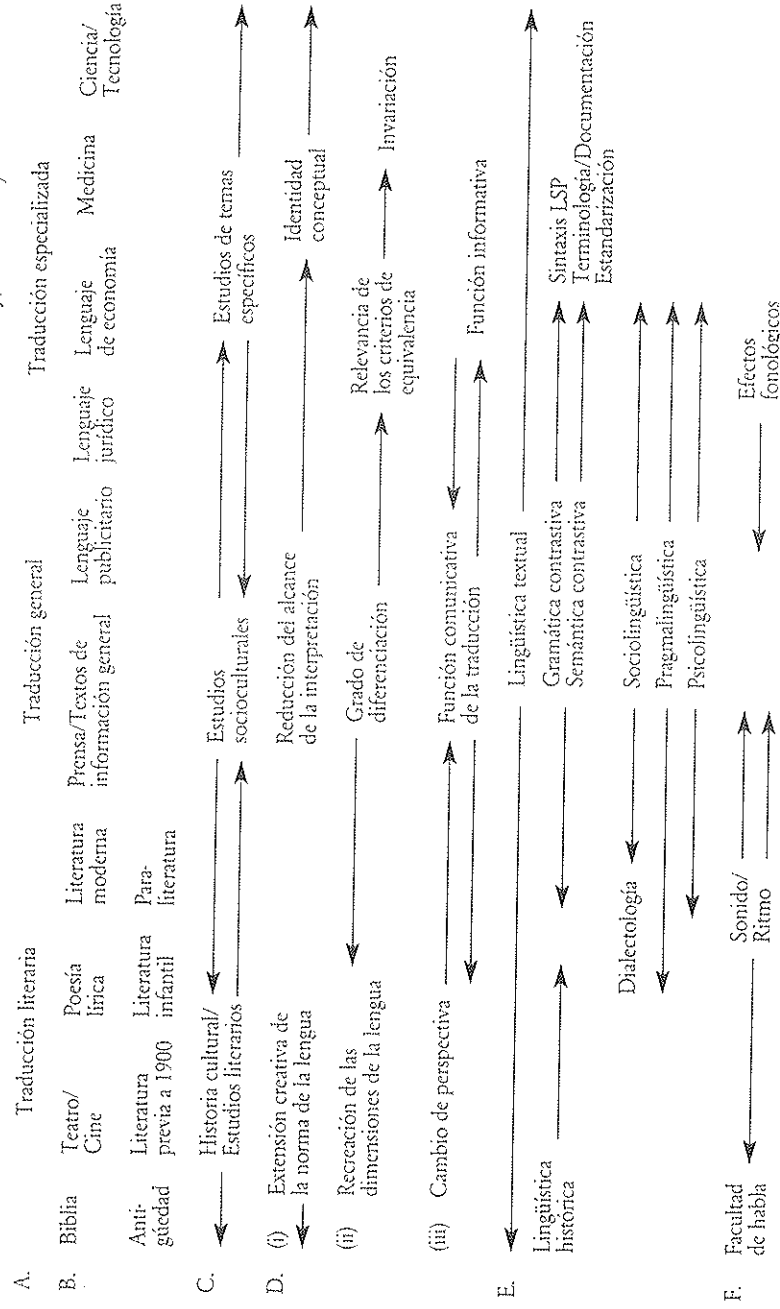 A. Traducción literaria Traducción general Traducción especializada
B. Biblia Teatro/ Poesía Literatura Prensa/Textos de Lenguaje Lenguaje Lenguaje Medicina Ciencia/
Cine lírica moderna información general publicitario jurídico de economía Tecnología
Anti- Literatura Literatura Para-
güedad previa a 1900 infantil literatura
C. Historia cultural/ Estudios Estudios de temas
Estudios literarios socioculturales específicos
D. (i) Extensión creativa de Reducción del alcance Identidad
la norma de la lengua de la interpretación conceptual
(ii) Recreación de las Grado de Relevancia de Invariación
dimensiones de la lengua diferenciación los criterios de
equivalencia
(iii) Cambio de perspectiva Función comunicativa Función informativa
de la traducción
E. Lingüística textual
Lingüística Gramática contrastiva Sintaxis LSP
histórica Semántica contrastiva Terminología/Documentación
Estandarización
Dialectología Sociolingüística
Pragmalingüística
Psicolingüística
F. Facultad Sonido/ Efectos
de habla Ritmo fonológicos